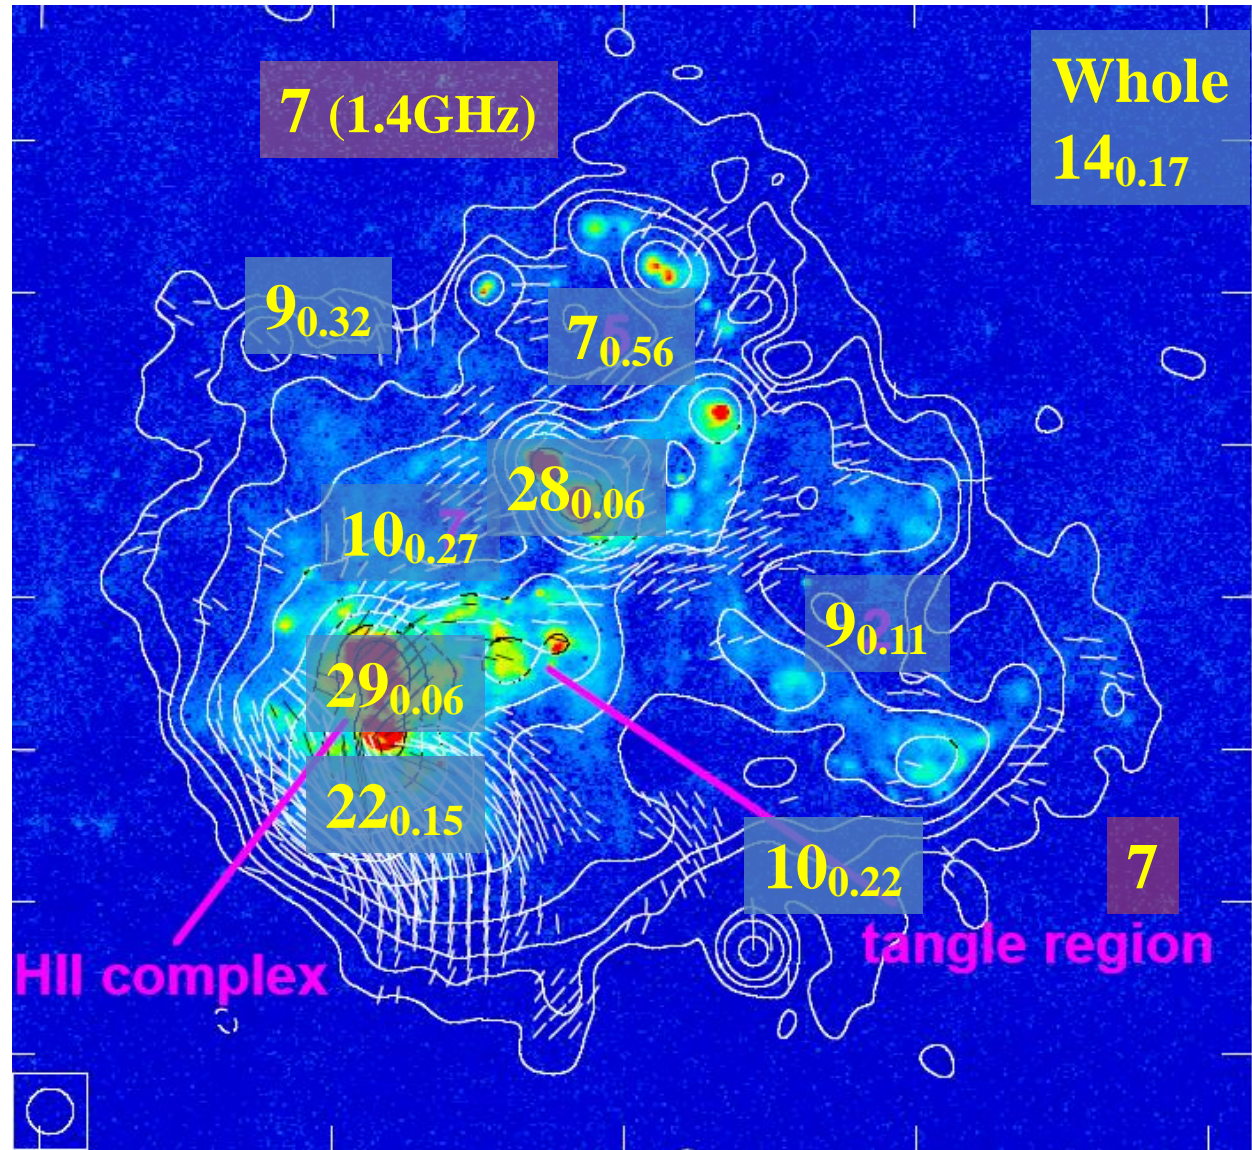 Whole
7 (1.4GHz)
14₀.₁₇
9₀.₃₂
7₀.₅₆
28₀.₀₆
10₀.₂₇
9₀.₁₁
29₀.₀₆
22₀.₁₅
10₀.₂₂
7
tangle region
HII complex